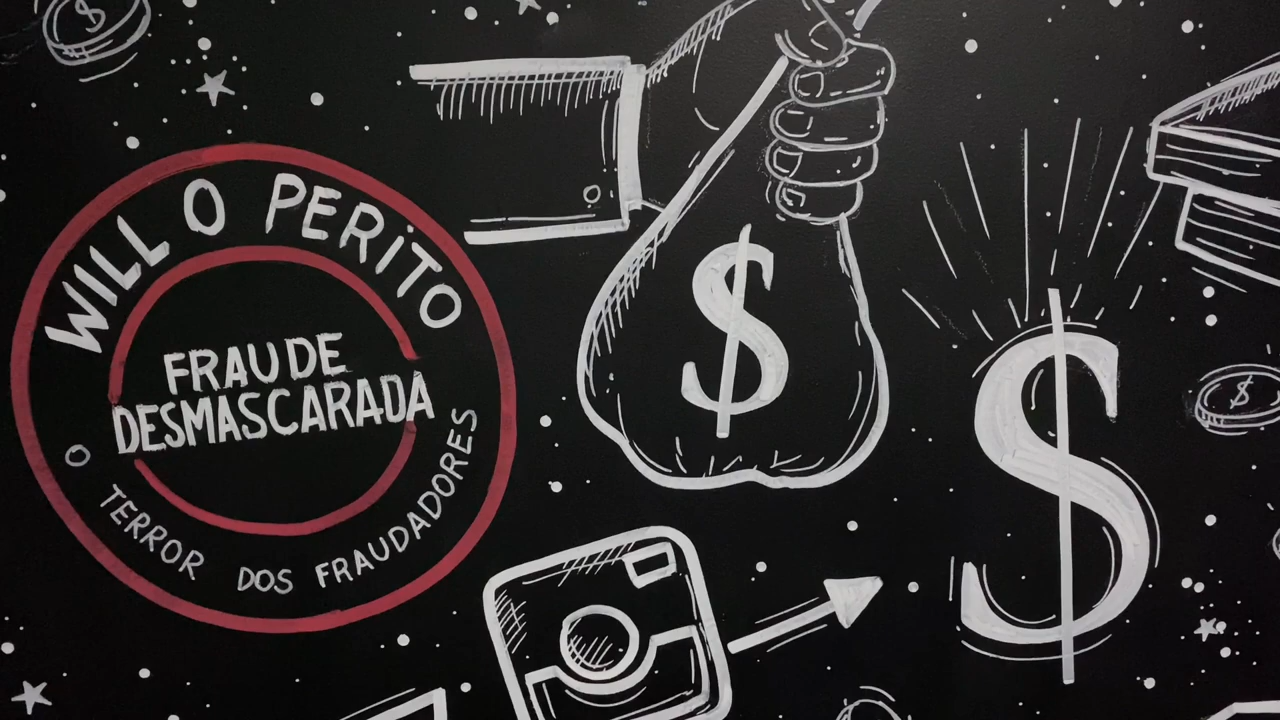 WILL O PERITO
FRAUDE
DESMASCARADA
O TERROR DOS FRAUDADORES
$
$
$
$